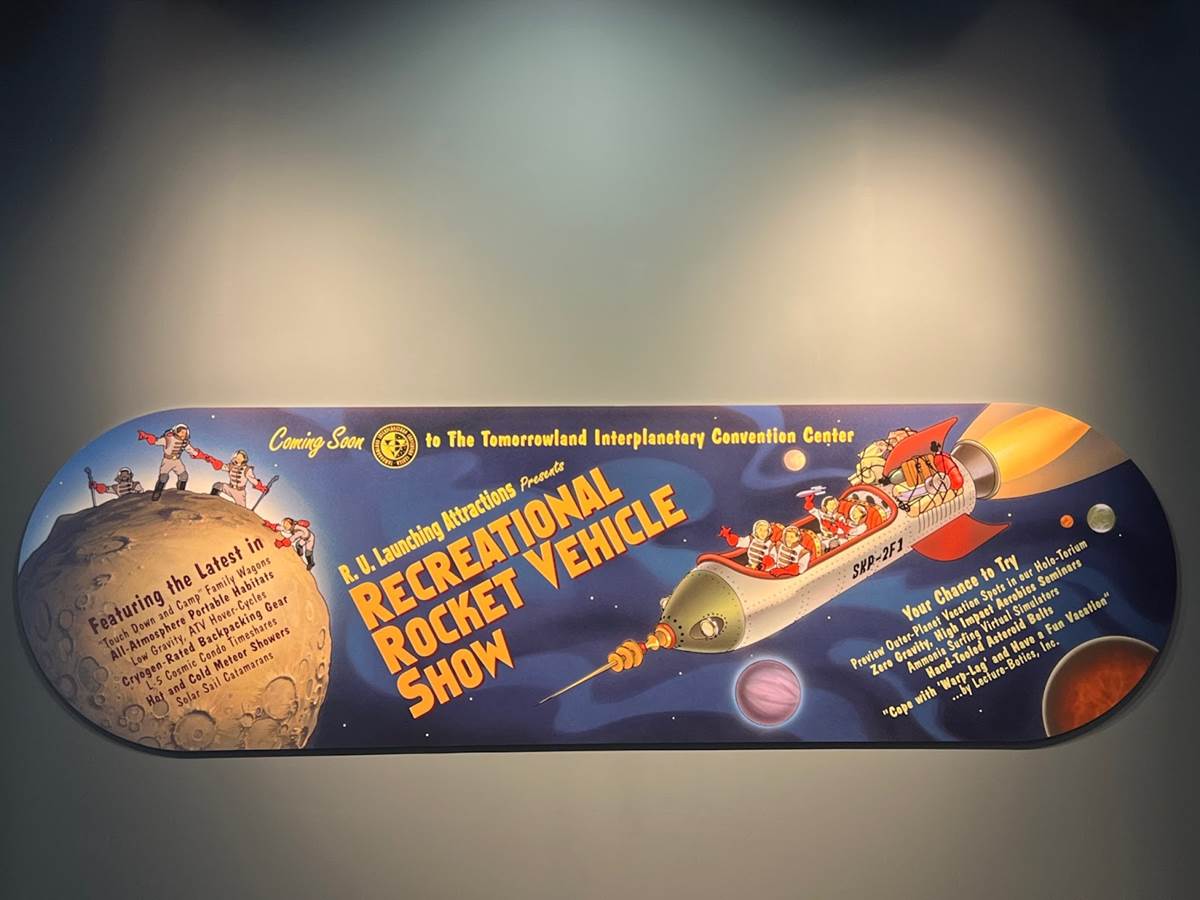 Coming Soon to The Tomorrowland Interplanetary Convention Center
R. U. Launching Attractions Presents
RECREATIONAL
ROCKET VEHICLE
SHOW
Featuring the Latest in
"Touch Down and Camp" Family Wagons
All-Atmosphere Portable Habitats
Low Gravity, ATV Hover-Cycles
Cryogen-Rated Backpacking Gear
L-5 Cosmic Condo Timeshares
Hot and Cold Meteor Showers
Solar Sail Catamarans
SKP-2F1
Your Chance to Try
Preview Outer-Planet Vacation Spots in our Holo-Torium
Zero Gravity, High Impact Aerobics Seminars
Ammonia Surfing Virtual Simulators
Hand-Tooled Asteroid Belts
"Cope with 'Warp-Lag' and Have a Fun Vacation"
...by Lecture-Botics, Inc.